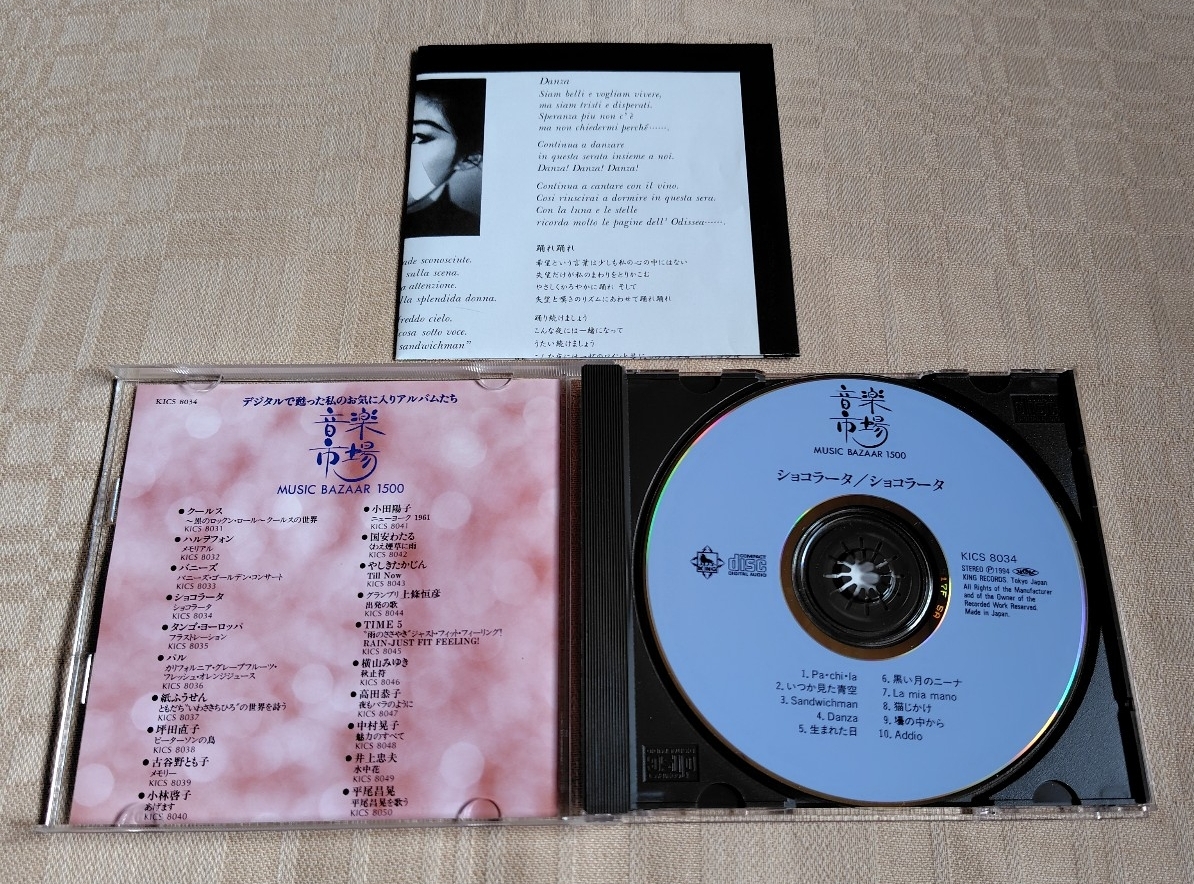 Danza
Siam belli e vogliam vivere,
ma siam tristi e disperati.
Speranza piu non c'è
ma non chiedermi perché……,
Continua a danzare
in questa serata insieme a noi.
Danza! Danza! Danza!
Continua a cantare con il vino.
Cosi riuscirai a dormire in questa sera.
Con la luna e le stelle
ricordo molto le pagine dell' Odissea……,
踊れ踊れ
希望という言葉は少しも私の心の中にはない
失望だけが私のまわりをとりかこむ
やさしくかろやかに踊れ そして
失望と嘆きのリズムにあわせて踊れ踊れ
踊り続けましょう
こんな夜には一緒になって
うたい続けましょう
ade sconosciute.
sulla scena.
a attenzione.
lla splendida donna.
freddo cielo.
cosa sotto voce.
sandwichman"
KICS 8034
デジタルで甦った私のお気に入りアルバムたち
音楽
市場
MUSIC BAZAAR 1500
●クールス
〜黒のロックン・ロール〜クールスの世界
KICS 8031
●ハルヲフォン
メモリアル
KICS 8032
●バニーズ
バニーズ・ゴールデン・コンサート
KICS 8033
●ショコラータ
ショコラータ
KICS 8034
●タンゴ・ヨーロッパ
フラストレーション
KICS 8035
●パル
カリフォルニア・グレープフルーツ・
フレッシュ・オレンジジュース
KICS 8036
●紙ふうせん
ともだち"いわさきちひろ"の世界を詩う
KICS 8037
●坪田直子
ピーターソンの鳥
KICS 8038
●古谷野とも子
メモリー
KICS 8039
●小林啓子
あげます
KICS 8040
●小田陽子
ニューヨーク 1961
KICS 8041
●国安わたる
くわえ煙草に雨
KICS 8042
●やしきたかじん
Till Now
KICS 8043
●グランプリ上條恒彦
出発の歌
KICS 8044
●TIME 5
"雨のささやき"ジャスト・フィット・フィーリング!
RAIN-JUST FIT FEELING!
KICS 8045
●横山みゆき
秋止符
KICS 8046
●高田恭子
夜もバラのように
KICS 8047
●中村晃子
魅力のすべて
KICS 8048
●井上忠夫
水中花
KICS 8049
●平尾昌晃
平尾昌晃を歌う
KICS 8050
音楽
市場
MUSIC BAZAAR 1500
ショコラータ/ショコラータ
KING
COMPACT
disc
DIGITAL AUDIO
KICS 8034
STEREO Ⓟ1994
KING RECORDS. Tokyo Japan
All Rights of the Manufacturer
and of the Owner of the
Recorded Work Reserved.
Made in Japan.
1. Pa・chi・la
2. いつか見た青空
3. Sandwichman
4. Danza
5. 生まれた日
6. 黒い月のニーナ
7. La mia mano
8. 猫じかけ
9. 壜の中から
10. Addio